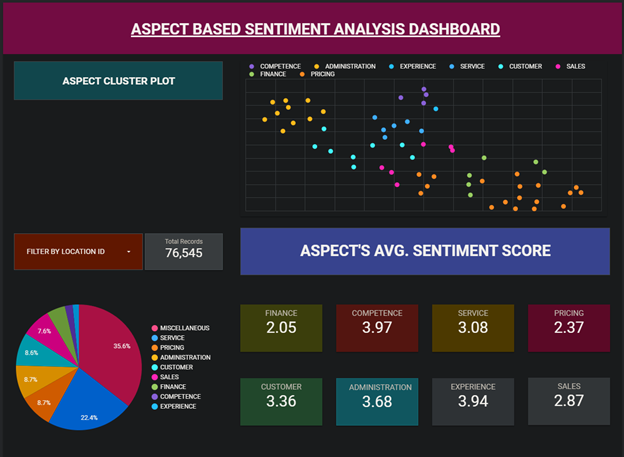 ASPECT BASED SENTIMENT ANALYSIS DASHBOARD
ASPECT CLUSTER PLOT
COMPETENCE ADMINISTRATION EXPERIENCE SERVICE CUSTOMER SALES
FINANCE PRICING
FILTER BY LOCATION ID
Total Records
76,545
ASPECT'S AVG. SENTIMENT SCORE
35.6%
22.4%
8.7%
8.7%
8.6%
7.6%
MISCELLANEOUS
SERVICE
PRICING
ADMINISTRATION
CUSTOMER
SALES
FINANCE
COMPETENCE
EXPERIENCE
FINANCE
2.05
COMPETENCE
3.97
SERVICE
3.08
PRICING
2.37
CUSTOMER
3.36
ADMINISTRATION
3.68
EXPERIENCE
3.94
SALES
2.87